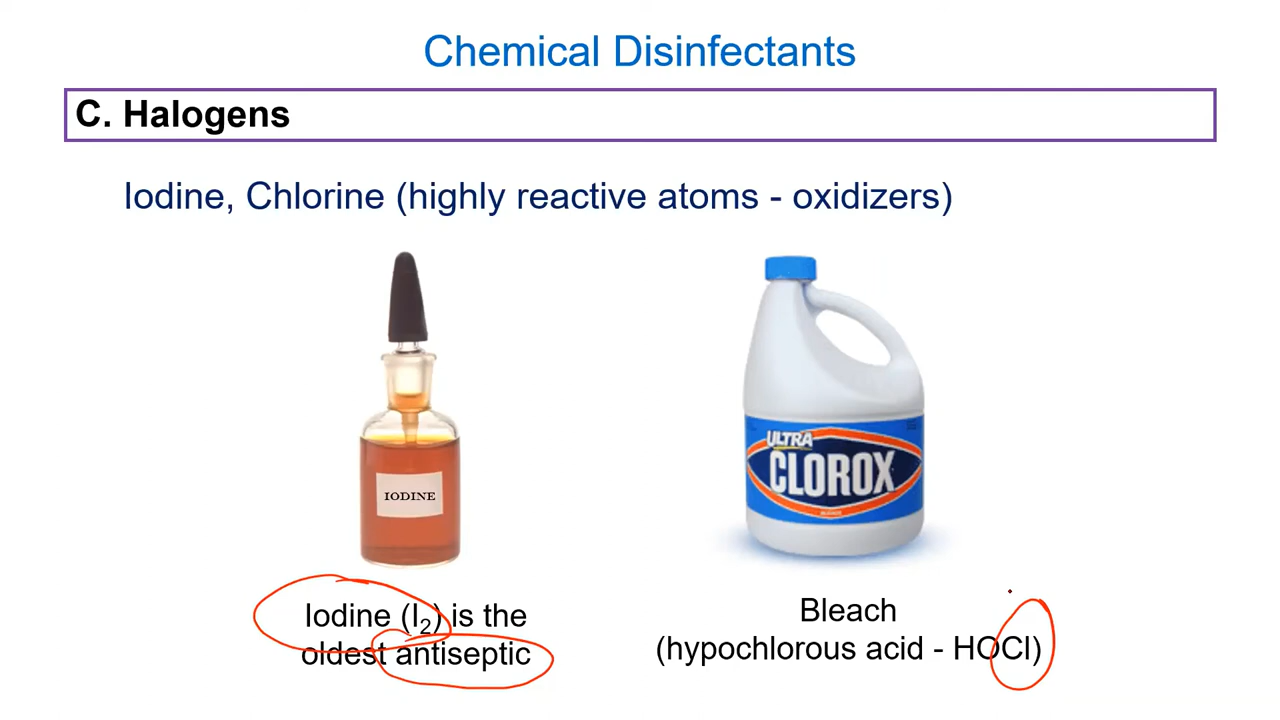 Chemical Disinfectants
C. Halogens
Iodine, Chlorine (highly reactive atoms - oxidizers)
IODINE
ULTRA
CLOROX
Iodine (I₂) is the
oldest antiseptic
Bleach
(hypochlorous acid - HOCl)